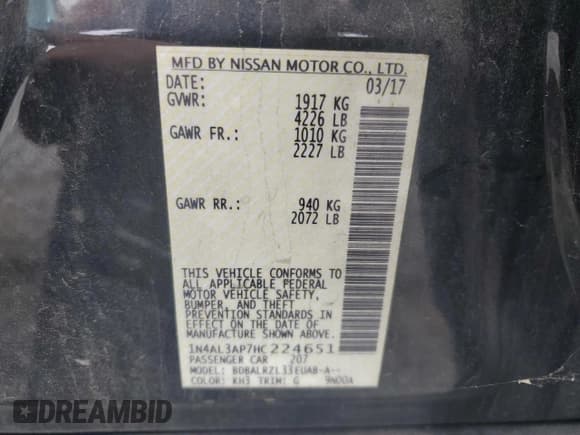 MFD BY NISSAN MOTOR CO., LTD.
DATE: 03/17
GVWR: 1917 KG
4226 LB
GAWR FR.: 1010 KG
2227 LB
GAWR RR.: 940 KG
2072 LB
THIS VEHICLE CONFORMS TO
ALL APPLICABLE FEDERAL
MOTOR VEHICLE SAFETY,
BUMPER, AND THEFT
PREVENTION STANDARDS IN
EFFECT ON THE DATE OF
MANUFACTURE SHOWN ABOVE.
1N4AL3AP7HC224651
PASSENGER CAR 207
MODEL: BDBALRZL33EUAB-A--
COLOR: KH3 TRIM: G 9N00A
DREAMBID